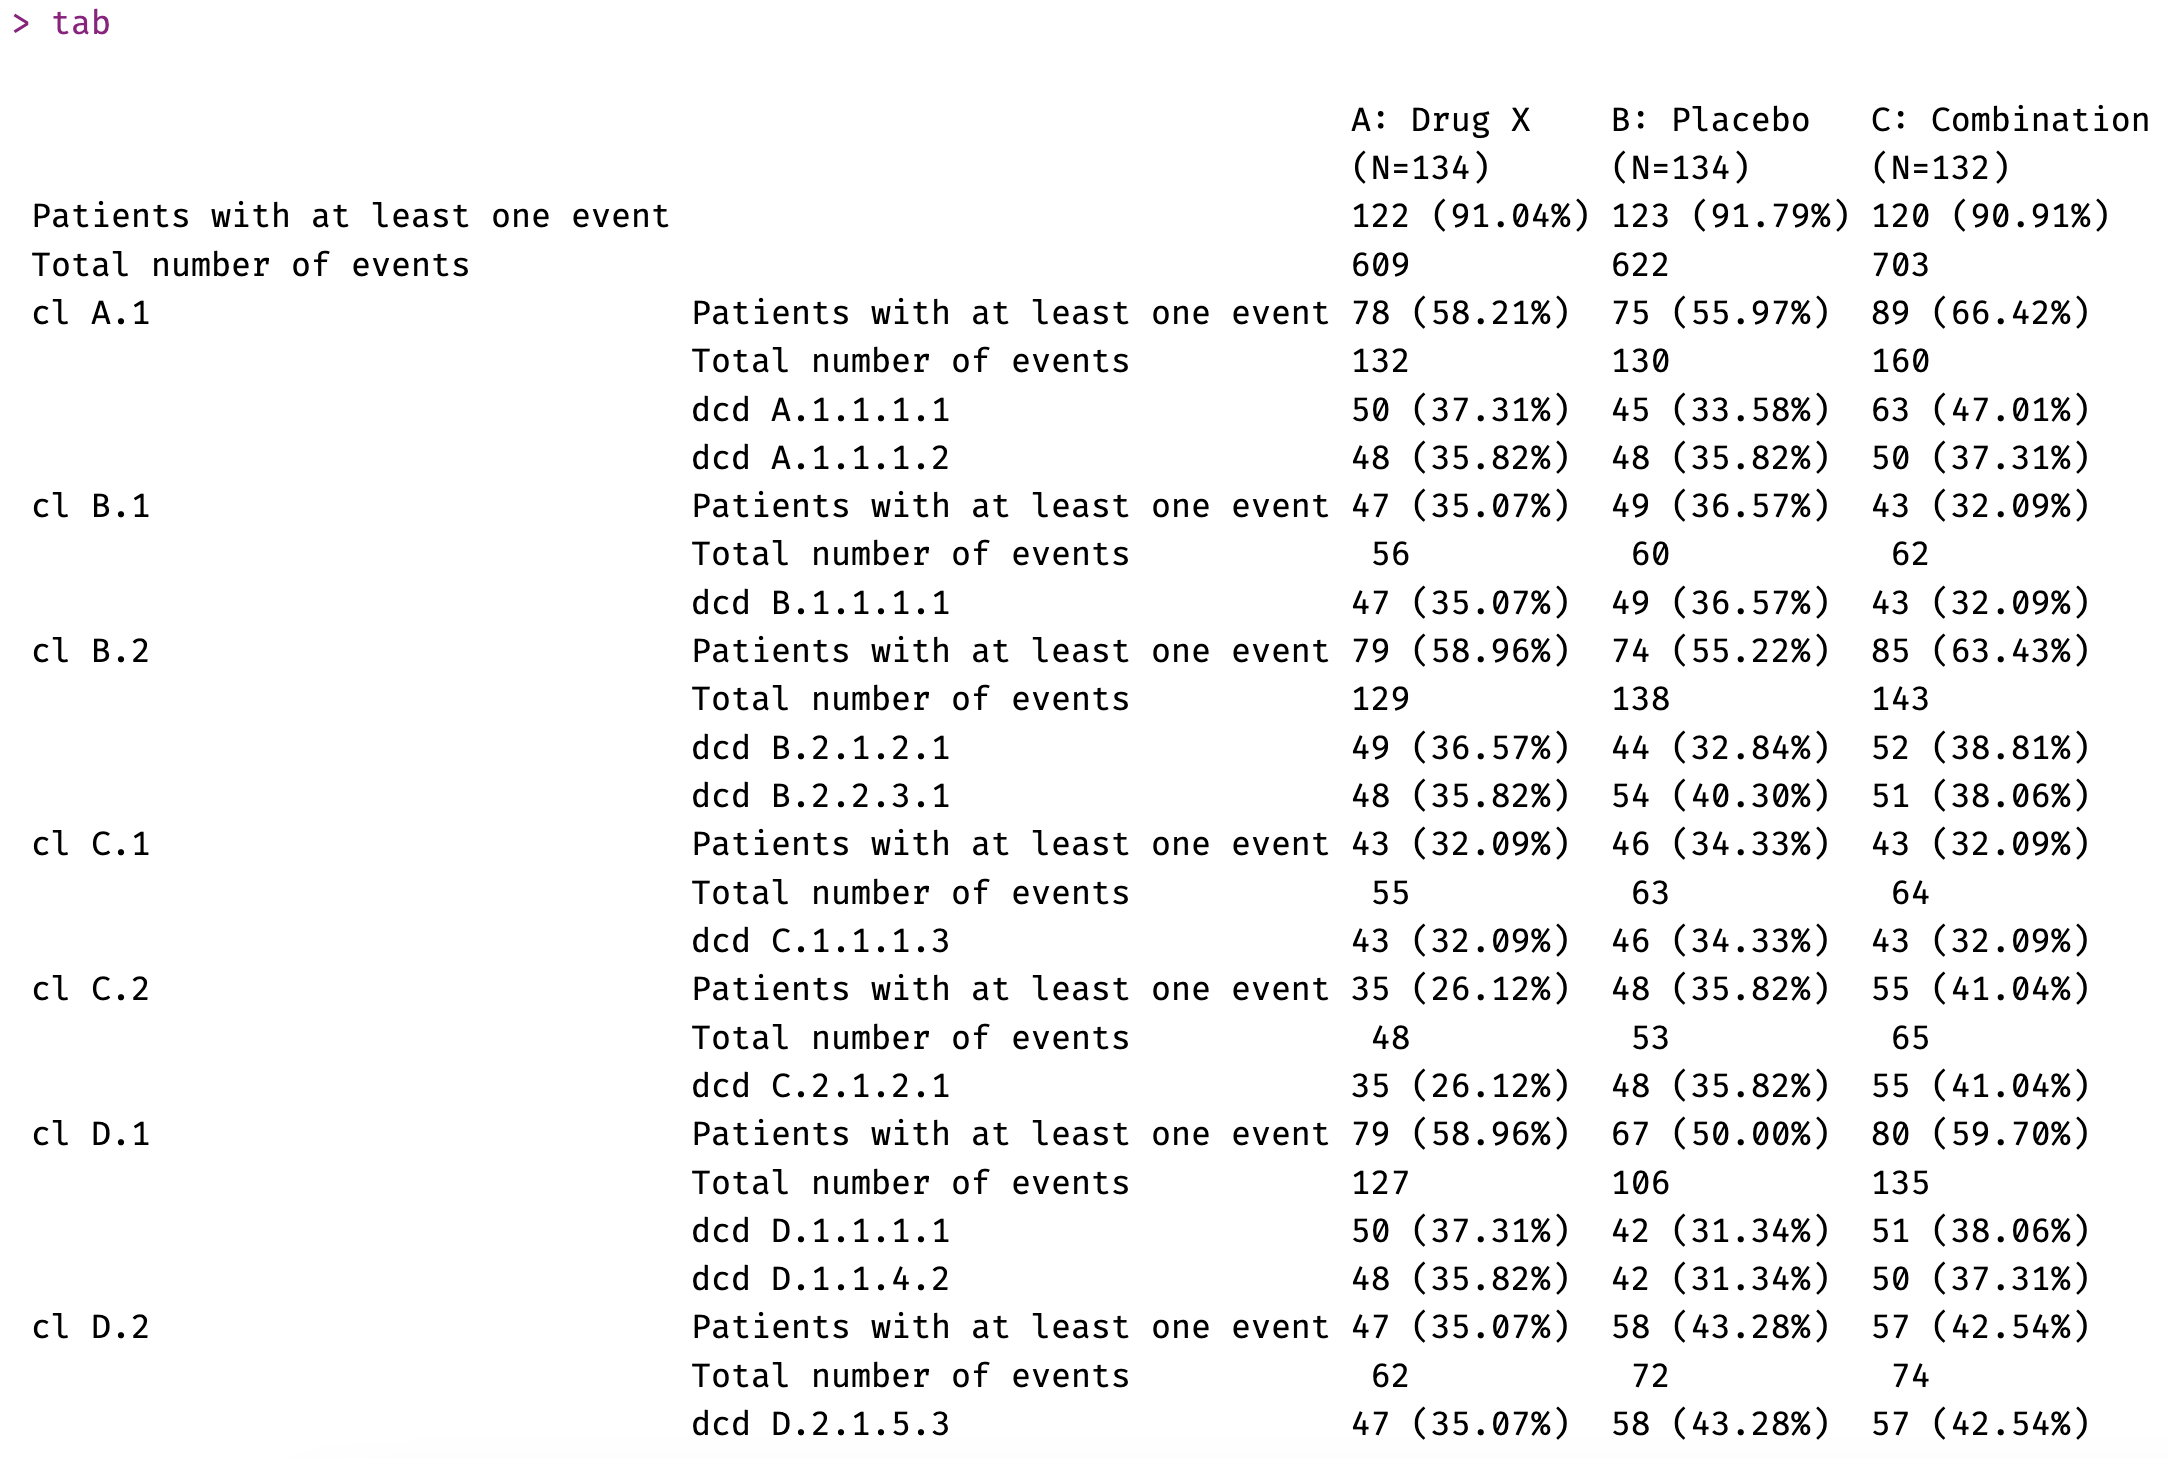 > tab
A: Drug X B: Placebo C: Combination
(N=134) (N=134) (N=132)
Patients with at least one event 122 (91.04%) 123 (91.79%) 120 (90.91%)
Total number of events 609 622 703
cl A.1 Patients with at least one event 78 (58.21%) 75 (55.97%) 89 (66.42%)
Total number of events 132 130 160
dcd A.1.1.1.1 50 (37.31%) 45 (33.58%) 63 (47.01%)
dcd A.1.1.1.2 48 (35.82%) 48 (35.82%) 50 (37.31%)
cl B.1 Patients with at least one event 47 (35.07%) 49 (36.57%) 43 (32.09%)
Total number of events 56 60 62
dcd B.1.1.1.1 47 (35.07%) 49 (36.57%) 43 (32.09%)
cl B.2 Patients with at least one event 79 (58.96%) 74 (55.22%) 85 (63.43%)
Total number of events 129 138 143
dcd B.2.1.2.1 49 (36.57%) 44 (32.84%) 52 (38.81%)
dcd B.2.2.3.1 48 (35.82%) 54 (40.30%) 51 (38.06%)
cl C.1 Patients with at least one event 43 (32.09%) 46 (34.33%) 43 (32.09%)
Total number of events 55 63 64
dcd C.1.1.1.3 43 (32.09%) 46 (34.33%) 43 (32.09%)
cl C.2 Patients with at least one event 35 (26.12%) 48 (35.82%) 55 (41.04%)
Total number of events 48 53 65
dcd C.2.1.2.1 35 (26.12%) 48 (35.82%) 55 (41.04%)
cl D.1 Patients with at least one event 79 (58.96%) 67 (50.00%) 80 (59.70%)
Total number of events 127 106 135
dcd D.1.1.1.1 50 (37.31%) 42 (31.34%) 51 (38.06%)
dcd D.1.1.4.2 48 (35.82%) 42 (31.34%) 50 (37.31%)
cl D.2 Patients with at least one event 47 (35.07%) 58 (43.28%) 57 (42.54%)
Total number of events 62 72 74
dcd D.2.1.5.3 47 (35.07%) 58 (43.28%) 57 (42.54%)